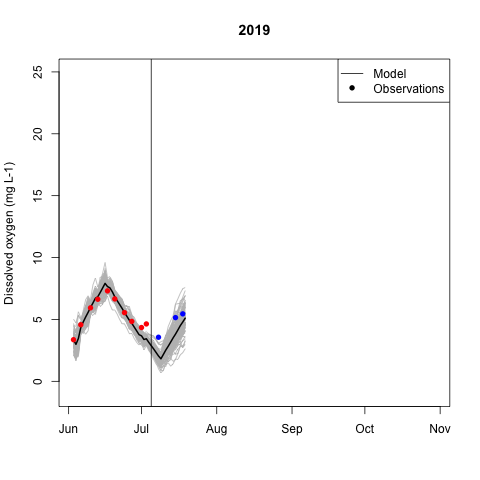 2019
Model
Observations
Dissolved oxygen (mg L-1)
25
20
15
10
5
0
Jun Jul Aug Sep Oct Nov